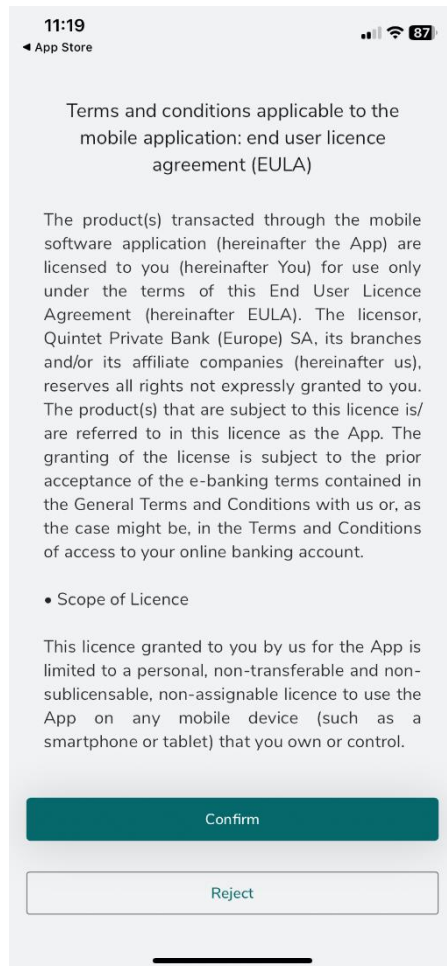 11:19
87
◀ App Store
Terms and conditions applicable to the
mobile application: end user licence
agreement (EULA)
The product(s) transacted through the mobile
software application (hereinafter the App) are
licensed to you (hereinafter You) for use only
under the terms of this End User Licence
Agreement (hereinafter EULA). The licensor,
Quintet Private Bank (Europe) SA, its branches
and/or its affiliate companies (hereinafter us),
reserves all rights not expressly granted to you.
The product(s) that are subject to this licence is/
are referred to in this licence as the App. The
granting of the license is subject to the prior
acceptance of the e-banking terms contained in
the General Terms and Conditions with us or, as
the case might be, in the Terms and Conditions
of access to your online banking account.
• Scope of Licence
This licence granted to you by us for the App is
limited to a personal, non-transferable and non-
sublicensable, non-assignable licence to use the
App on any mobile device (such as a
smartphone or tablet) that you own or control.
Confirm
Reject